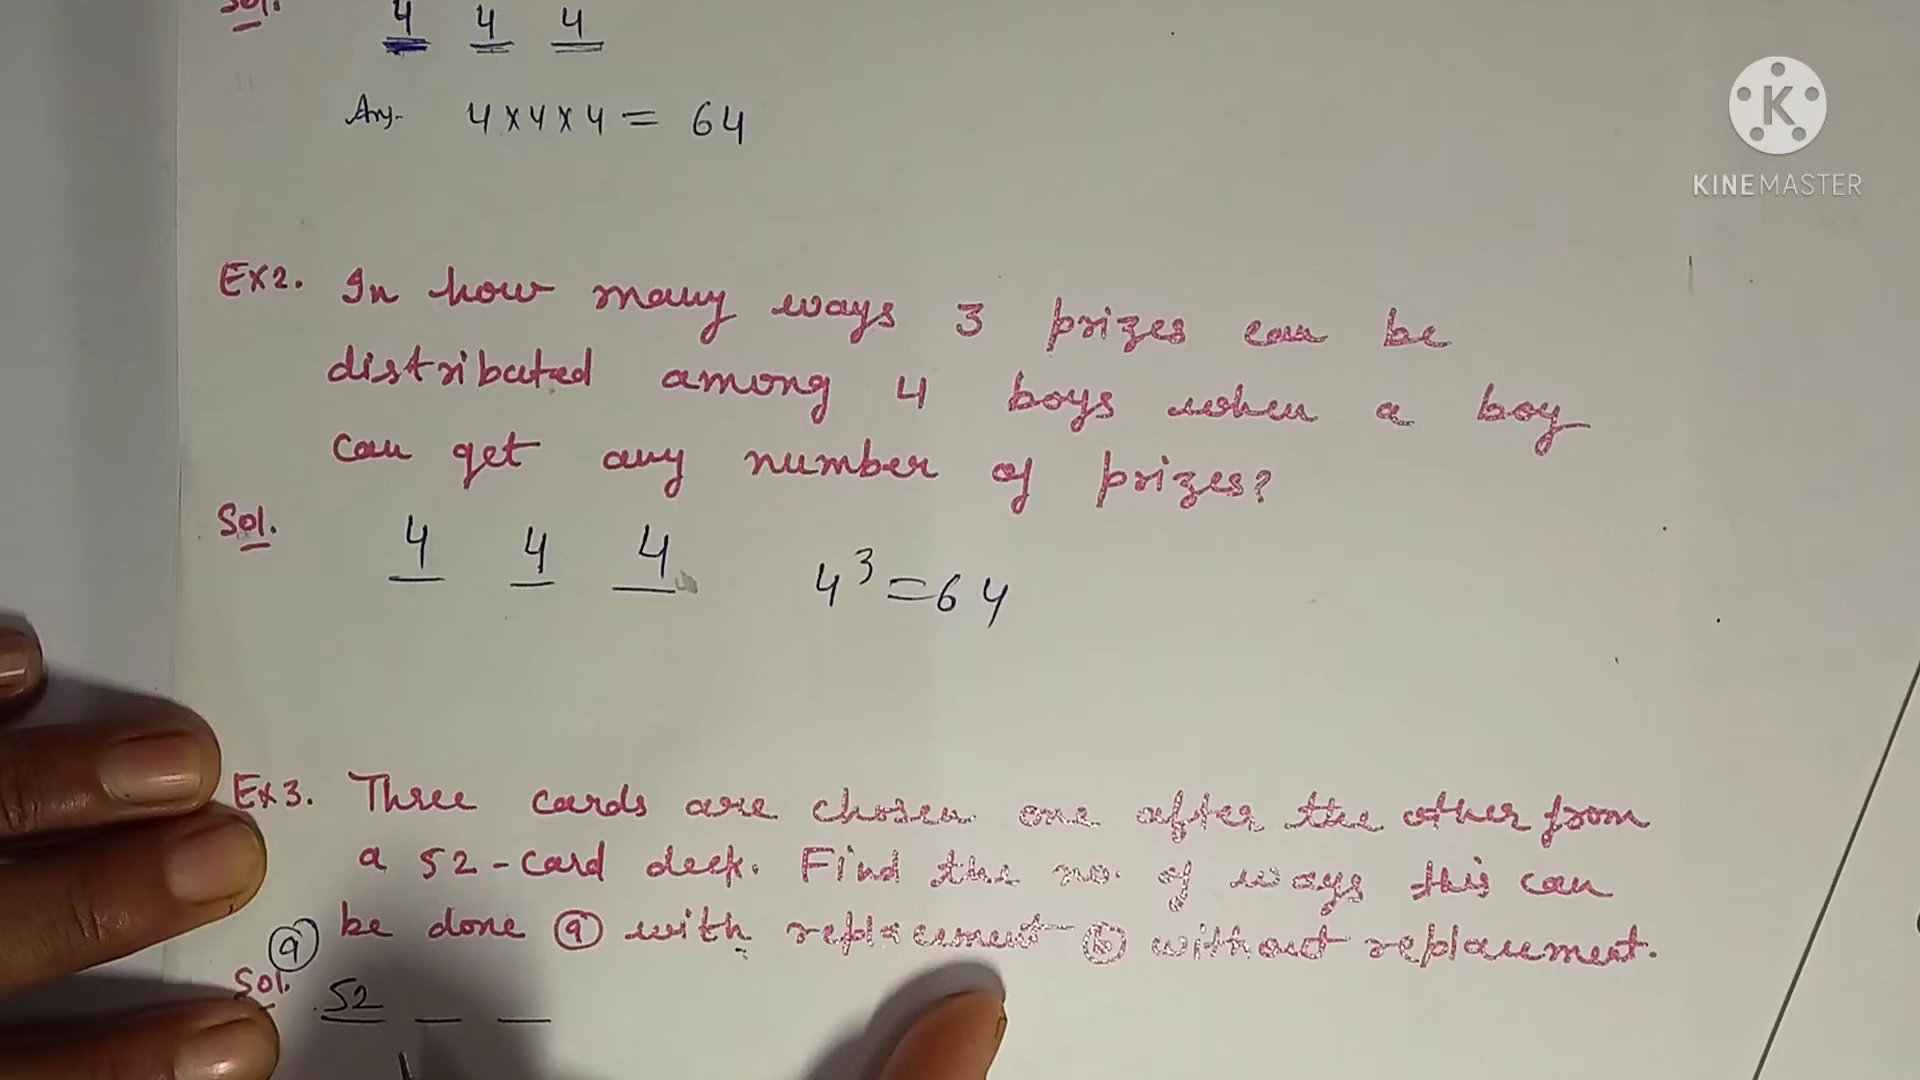 Sol.
4 4 4
Ans. 4 x 4 x 4 = 64
K
KINEMASTER
Ex2. In how many ways 3 prizes can be
distributed among 4 boys when a boy
can get any number of prizes?
Sol. 4 4 4 4³ = 64
Ex3. Three cards are chosen one after the other from
a 52-card deck. Find the no. of ways this can
be done (a) with replacement (b) without replacement.
(a)
Sol. 52 _ _